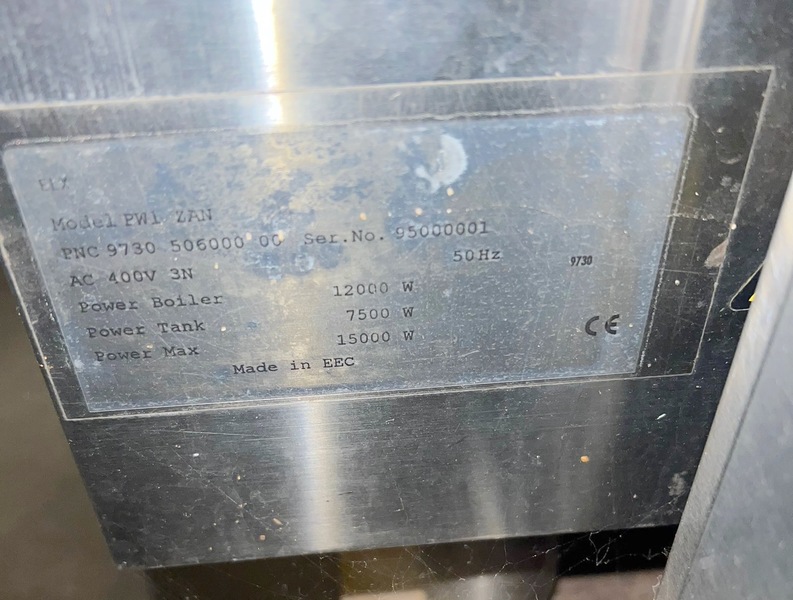 Model PW1 ZAN
PNC 9730 506000 00 Ser.No. 95000001
AC 400V 3N 50Hz 9730
Power Boiler 12000 W
Power Tank 7500 W
Power Max 15000 W
Made in EEC CE